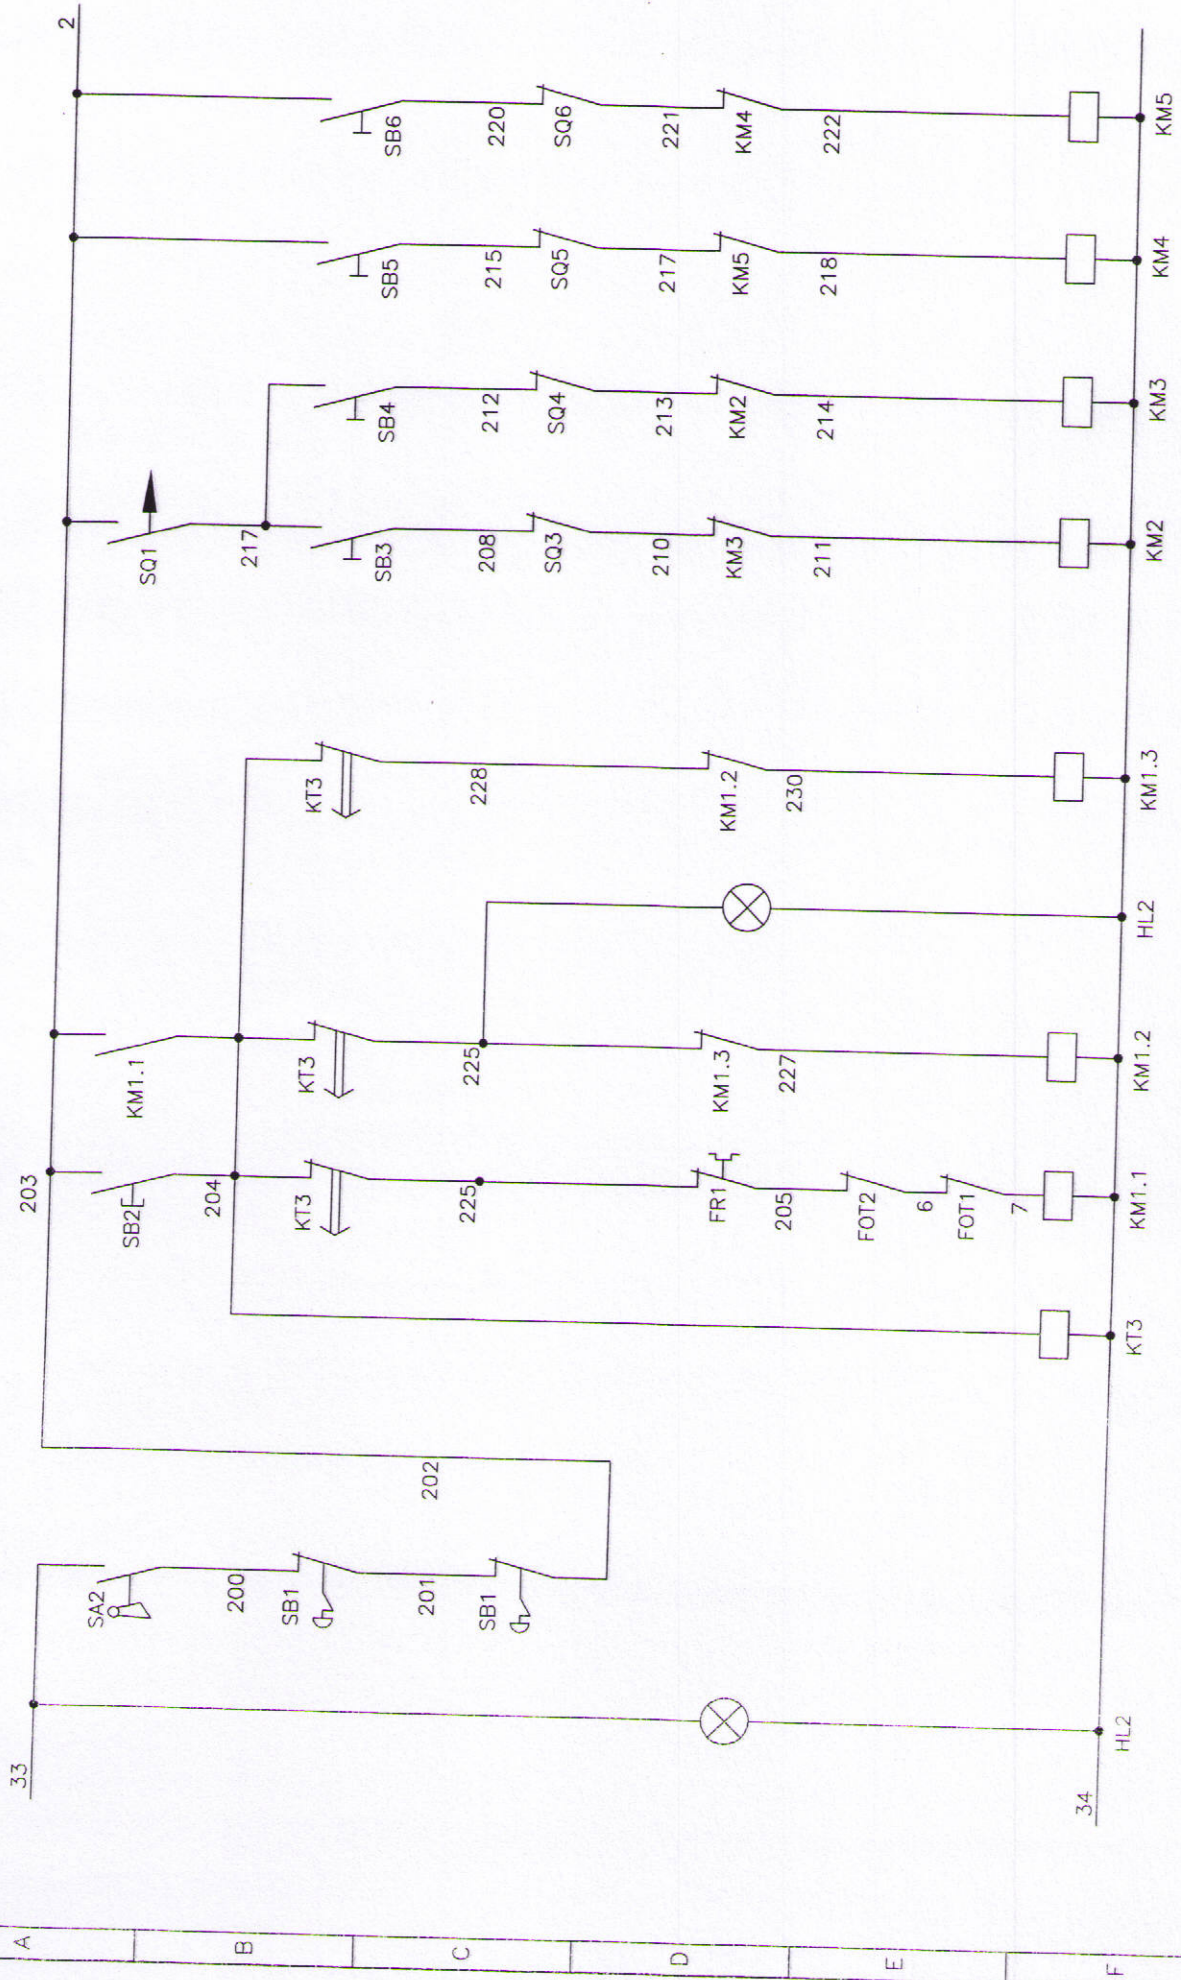 33
HL2
34
SA2
200
SB1
201
SB1
202
203
KT3
SB2
204
KT3
225
FR1
205
FOT2
6
FOT1
7
KM1.1
KM1.1
KT3
225
KM1.3
227
KM1.2
HL2
KT3
228
KM1.2
230
KM1.3
SQ1
217
SB3
208
SQ3
210
KM3
211
KM2
SB4
212
SQ4
213
KM2
214
KM3
SB5
215
SQ5
217
KM5
218
KM4
2
SB6
220
SQ6
221
KM4
222
KM5
A
B
C
D
E
F